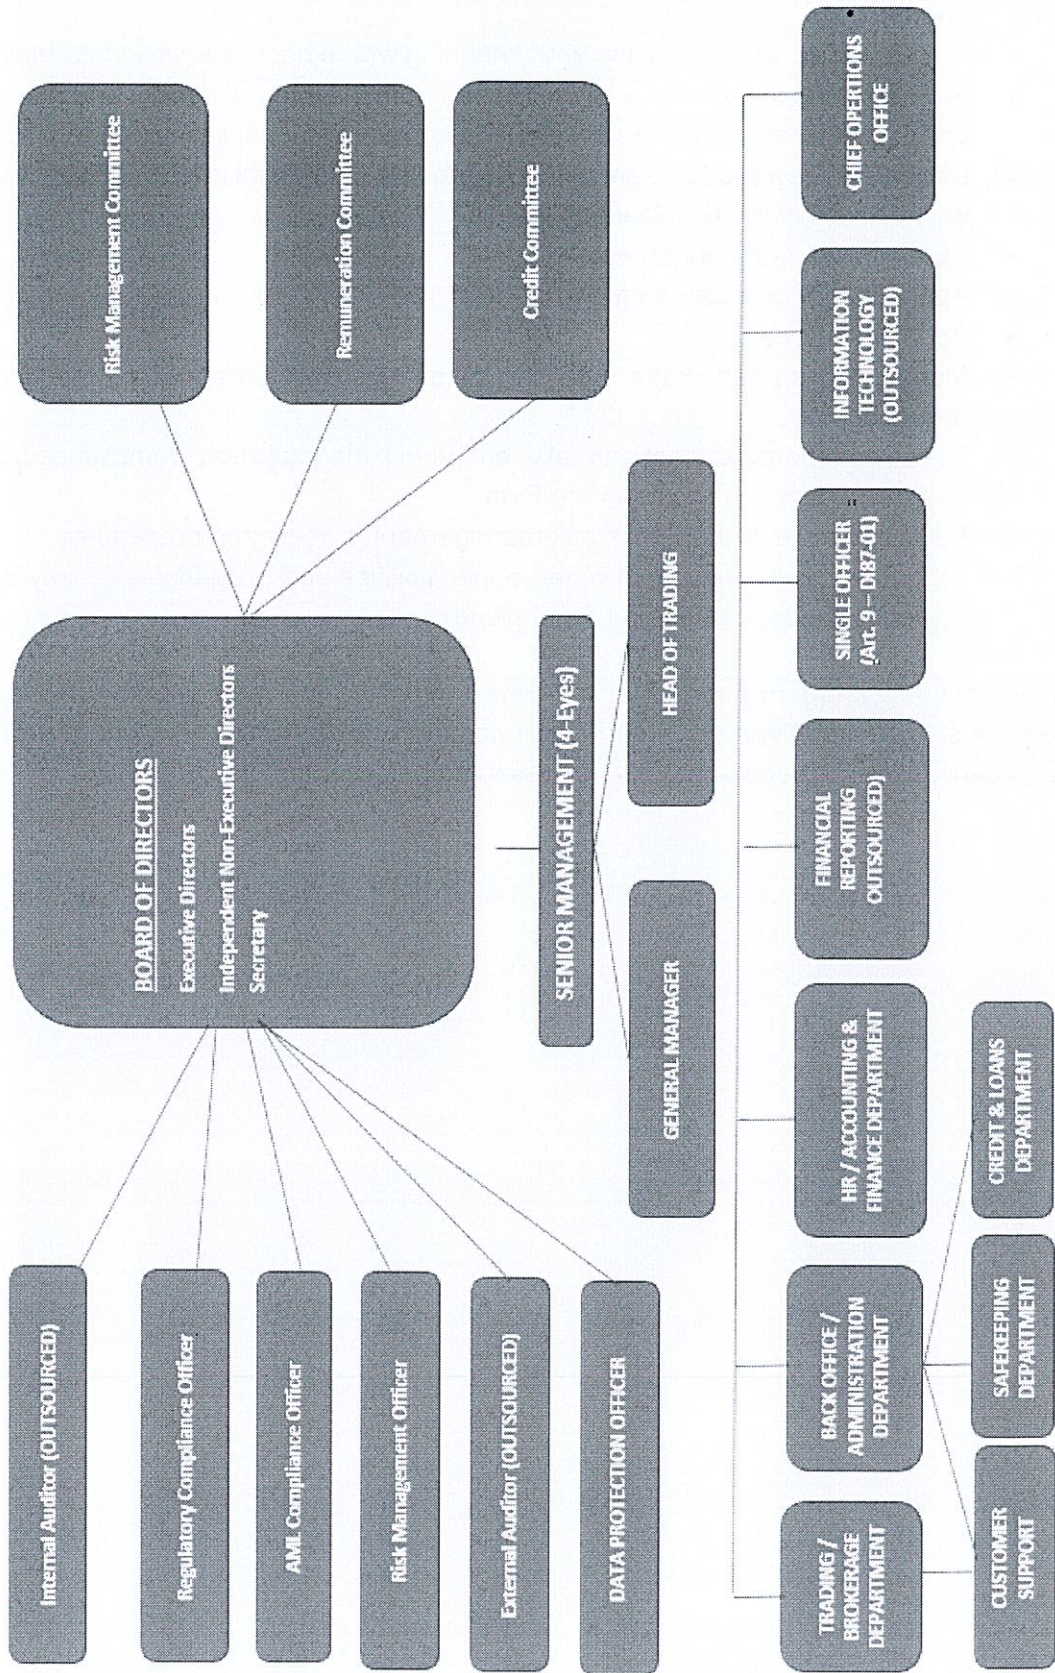 Internal Auditor (OUTSOURCED)
Regulatory Compliance Officer
AML Compliance Officer
Risk Management Officer
External Auditor (OUTSOURCED)
DATA PROTECTION OFFICER
BOARD OF DIRECTORS
Executive Directors
Independent Non-Executive Directors
Secretary
Risk Management Committee
Remuneration Committee
Credit Committee
SENIOR MANAGEMENT (4-Eyes)
GENERAL MANAGER
HEAD OF TRADING
TRADING /
BROKERAGE
DEPARTMENT
BACK OFFICE /
ADMINISTRATION
DEPARTMENT
HR / ACCOUNTING &
FINANCE DEPARTMENT
FINANCIAL
REPORTING
OUTSOURCED)
SINGLE OFFICER
(Art. 9 – DI87-01)
INFORMATION
TECHNOLOGY
(OUTSOURCED)
CHIEF OPERTIONS
OFFICE
CUSTOMER
SUPPORT
SAFEKEEPING
DEPARTMENT
CREDIT & LOANS
DEPARTMENT